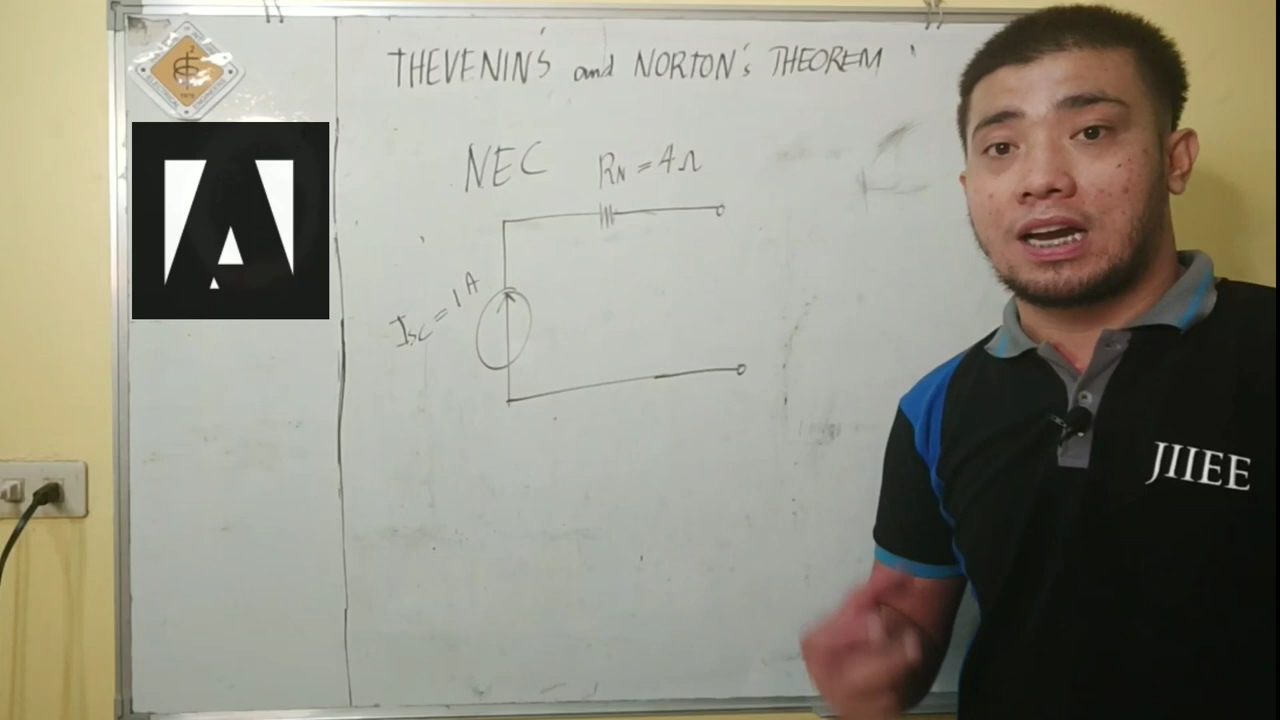 THEVENIN'S and NORTON'S THEOREM
NEC
RN = 4Ω
ISC = 1A
JIIEE